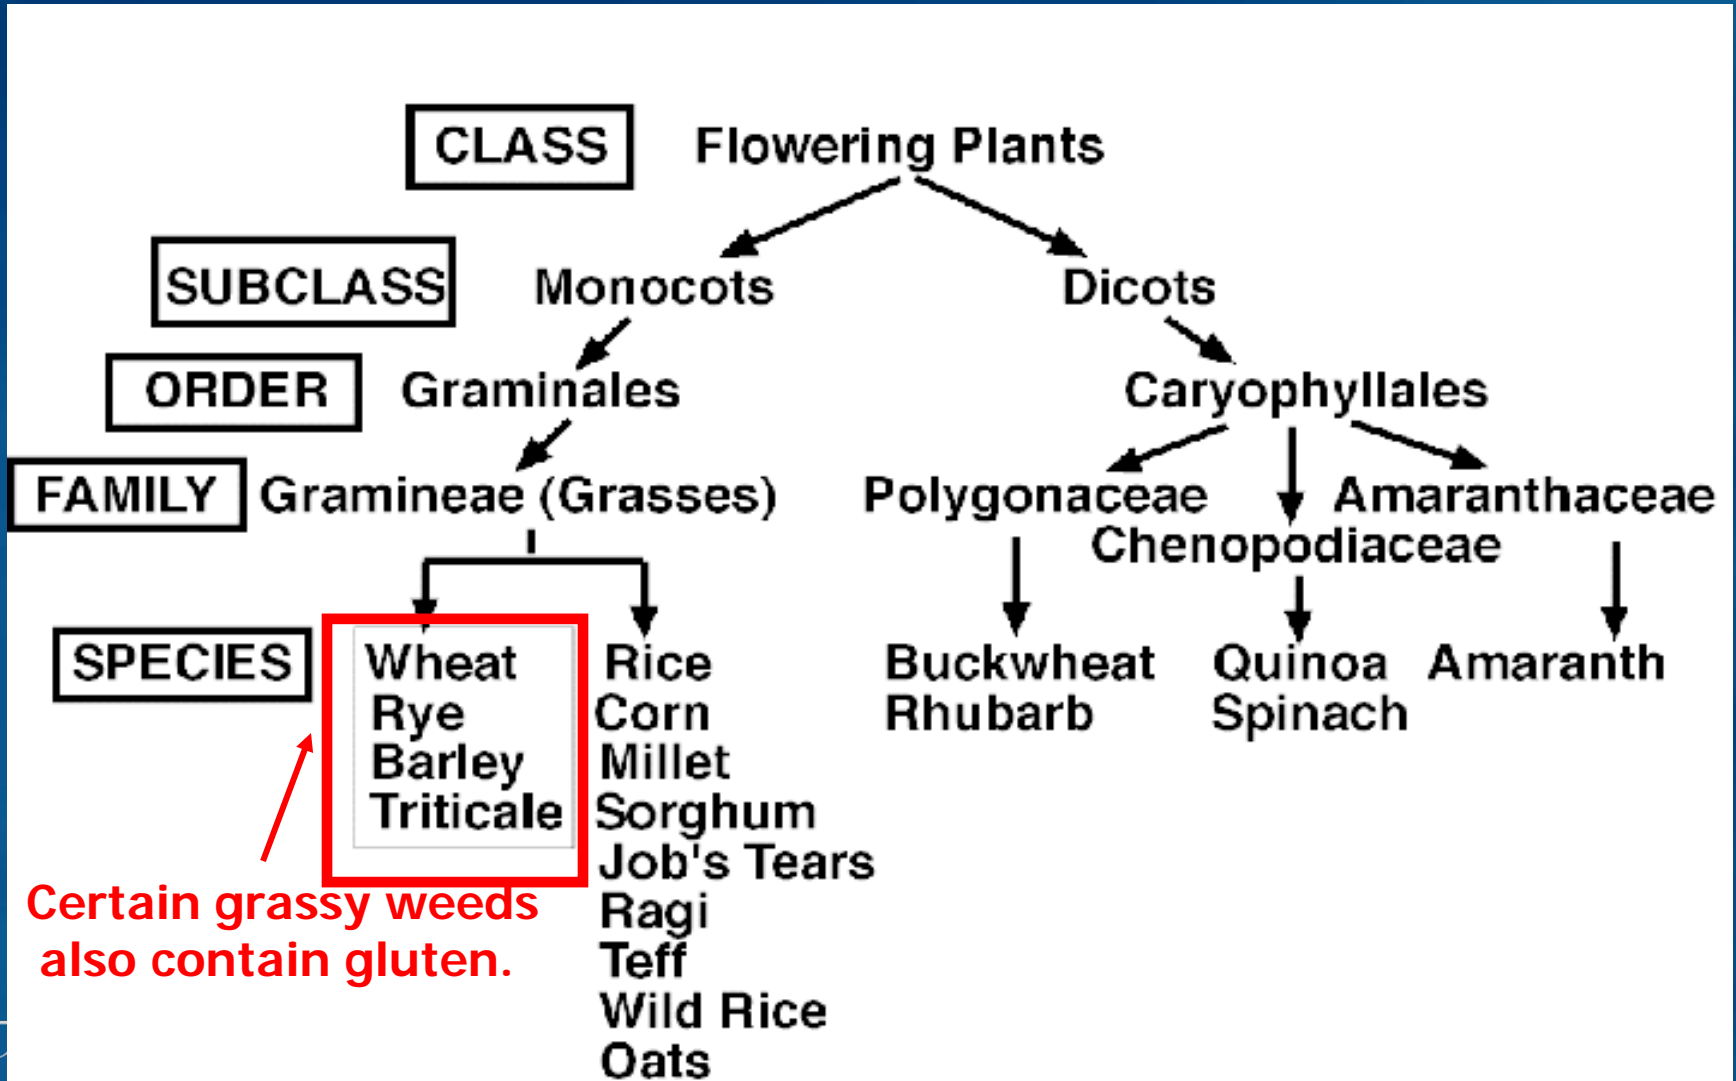 CLASS Flowering Plants
SUBCLASS Monocots Dicots
ORDER Graminales Caryophyllales
FAMILY Gramineae (Grasses) Polygonaceae Amaranthaceae
Chenopodiaceae
SPECIES Wheat Rice Buckwheat Quinoa Amaranth
Rye Corn Rhubarb Spinach
Barley Millet
Triticale Sorghum
Job's Tears
Certain grassy weeds Ragi
also contain gluten. Teff
Wild Rice
Oats